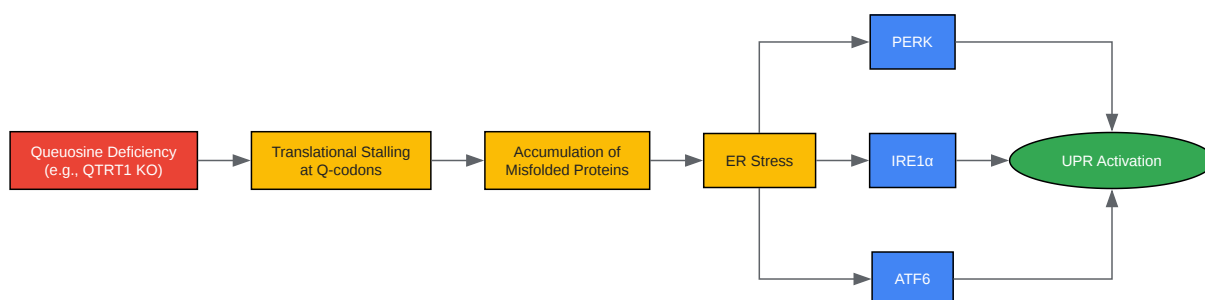 Queuosine Deficiency
(e.g., QTRT1 KO)
Translational Stalling
at Q-codons
Accumulation of
Misfolded Proteins
ER Stress
PERK
IRE1α
ATF6
UPR Activation